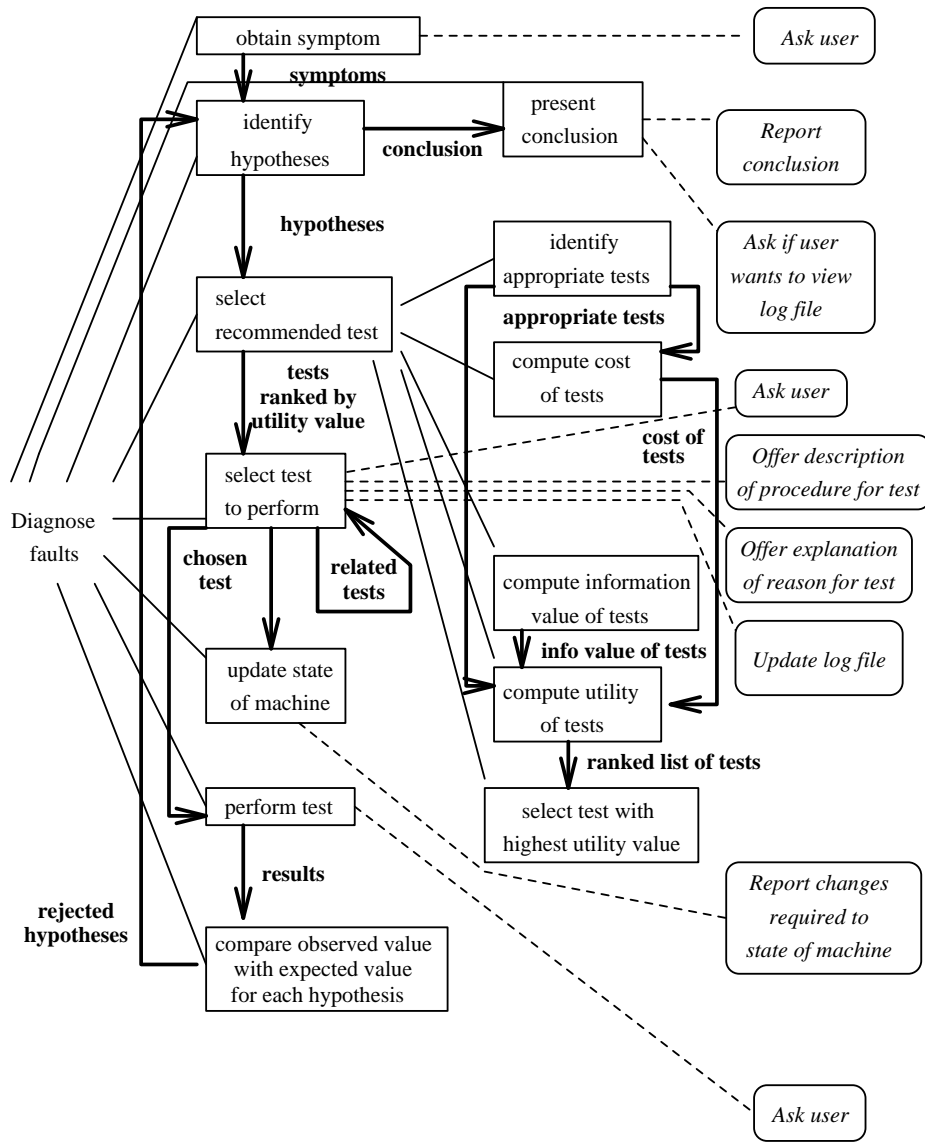 obtain symptom
Ask user
symptoms
identify
hypotheses
conclusion
present
conclusion
Report
conclusion
hypotheses
identify
appropriate tests
Ask if user
wants to view
log file
select
recommended test
appropriate tests
compute cost
of tests
tests
ranked by
utility value
Ask user
cost of
tests
select test
to perform
Offer description
of procedure for test
Diagnose
faults
chosen
test
related
tests
Offer explanation
of reason for test
compute information
value of tests
info value of tests
Update log file
update state
of machine
compute utility
of tests
ranked list of tests
perform test
select test with
highest utility value
results
rejected
hypotheses
Report changes
required to
state of machine
compare observed value
with expected value
for each hypothesis
Ask user